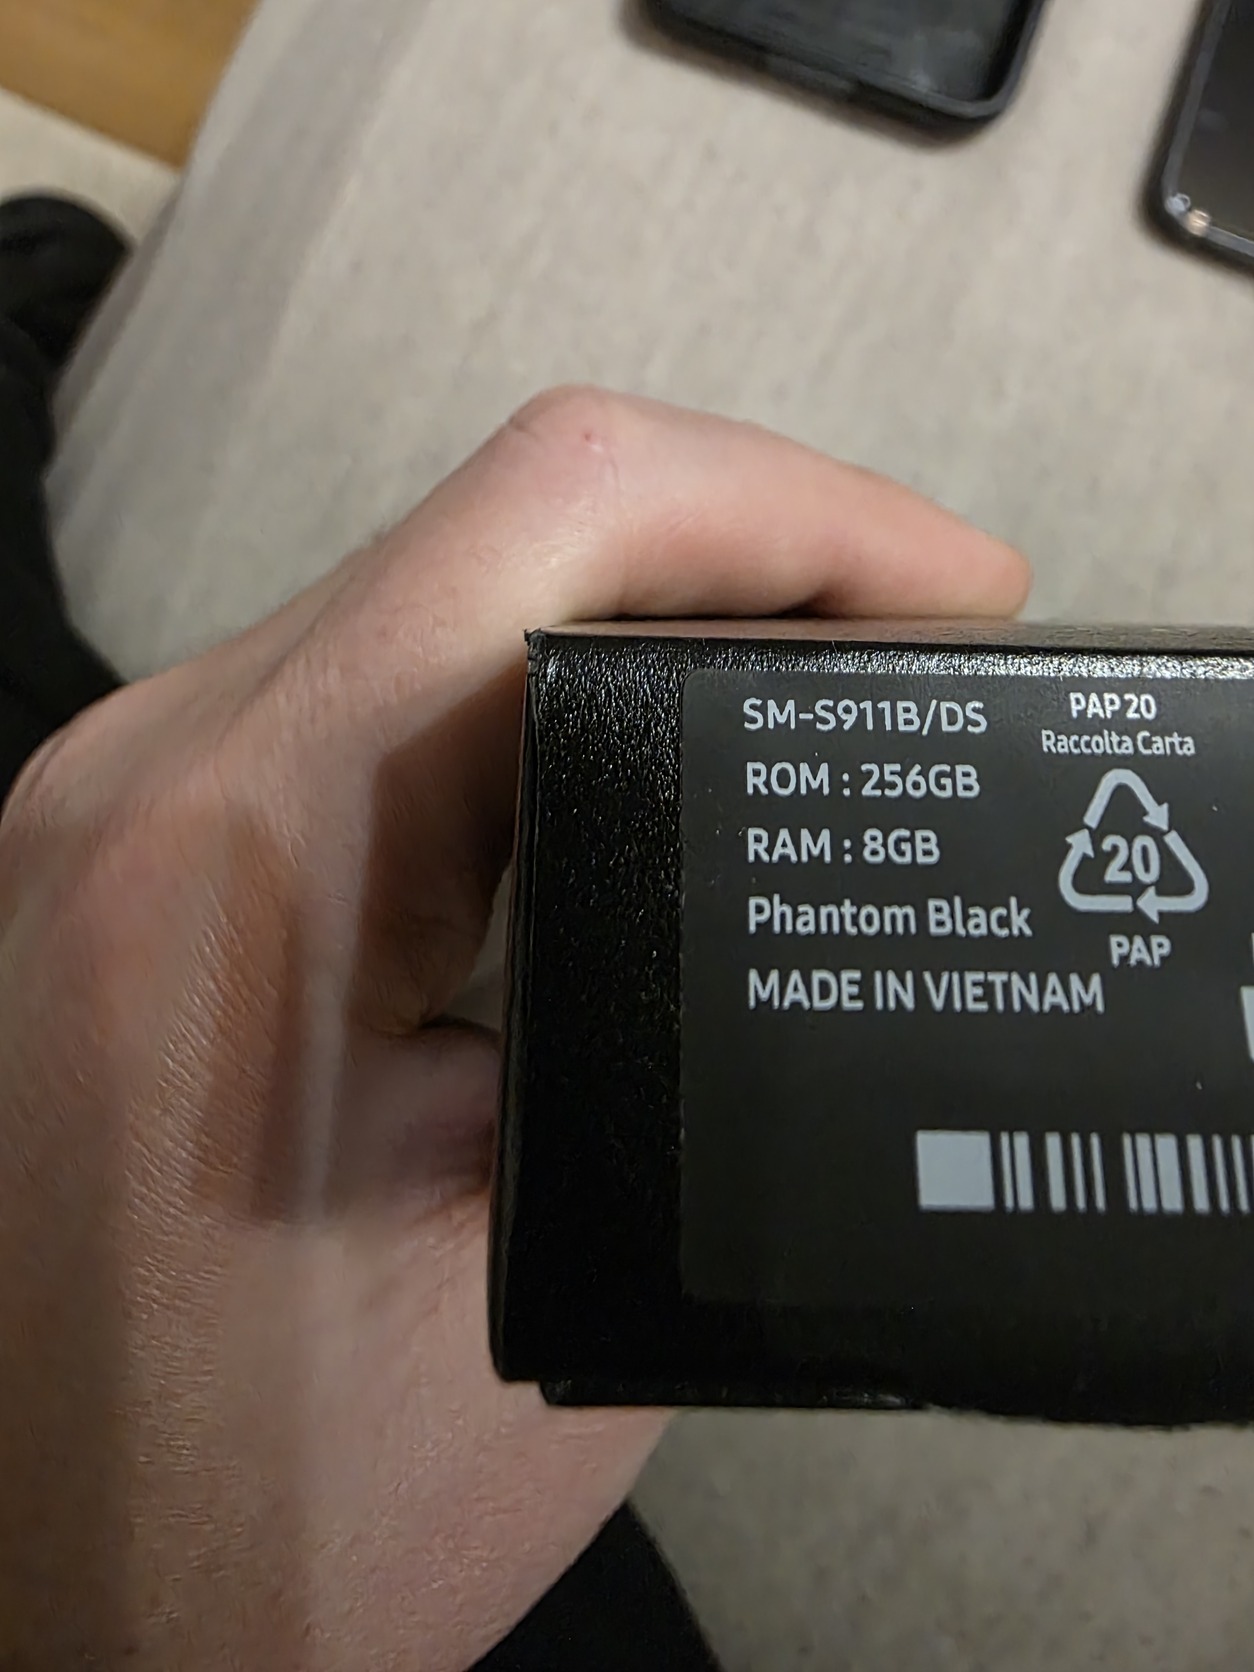 SM-S911B/DS
ROM : 256GB
RAM : 8GB
Phantom Black
MADE IN VIETNAM
PAP 20
Raccolta Carta
20
PAP